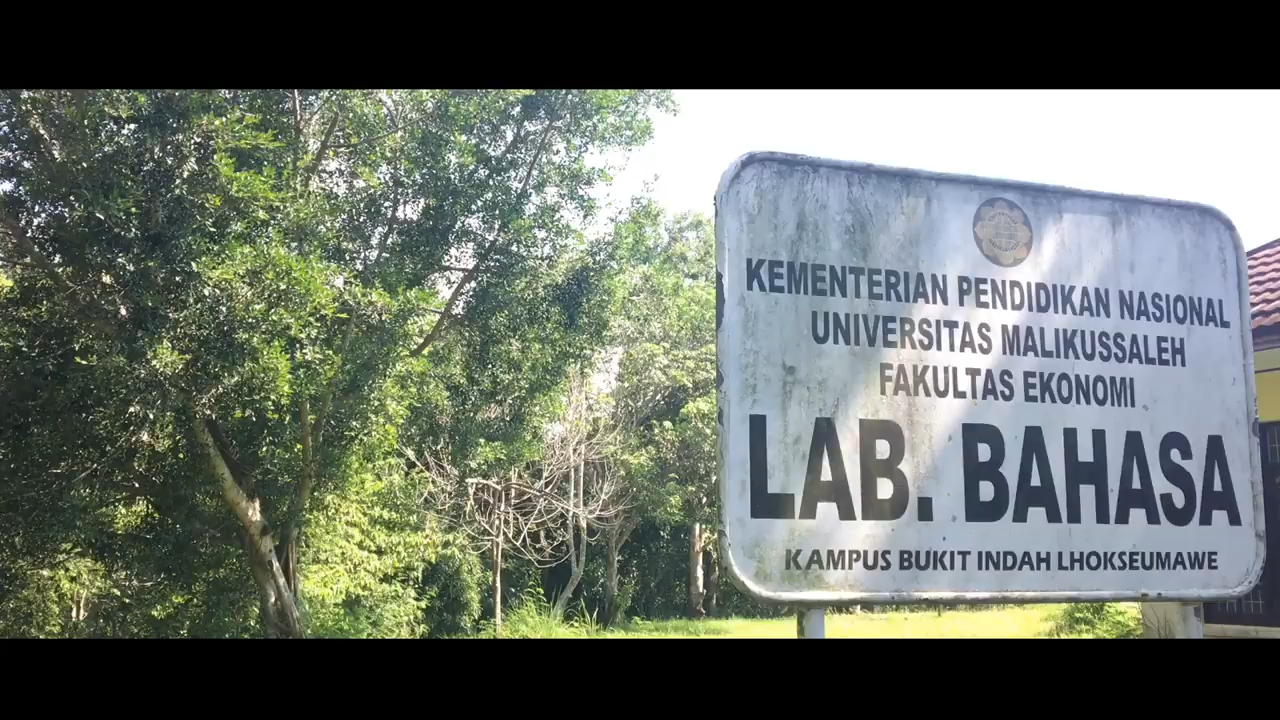 KEMENTERIAN PENDIDIKAN NASIONAL
UNIVERSITAS MALIKUSSALEH
FAKULTAS EKONOMI
LAB. BAHASA
KAMPUS BUKIT INDAH LHOKSEUMAWE